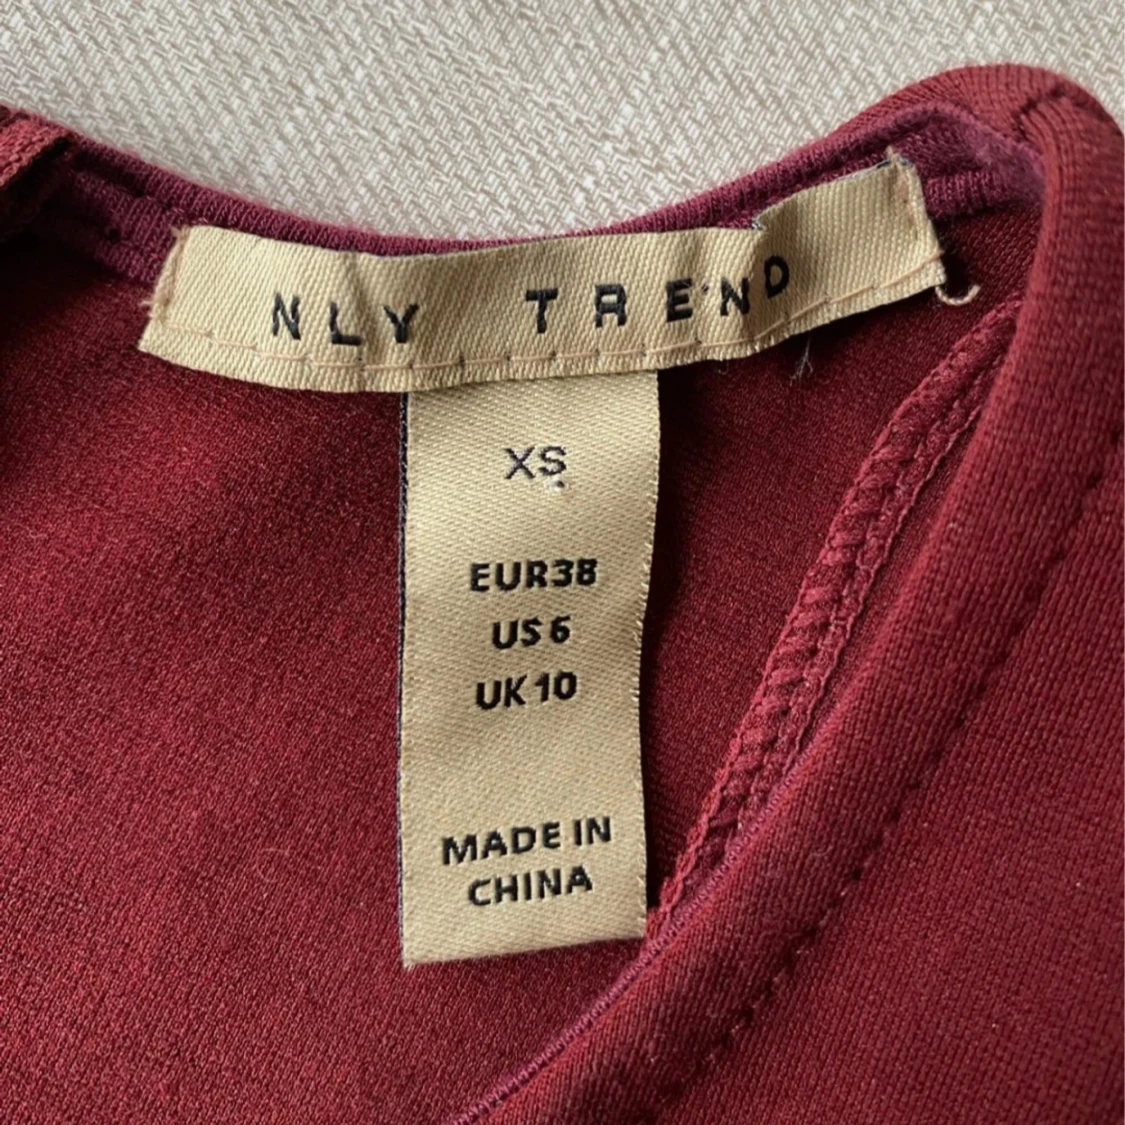 NLY TREND
XS
EUR38
US 6
UK 10
MADE IN
CHINA